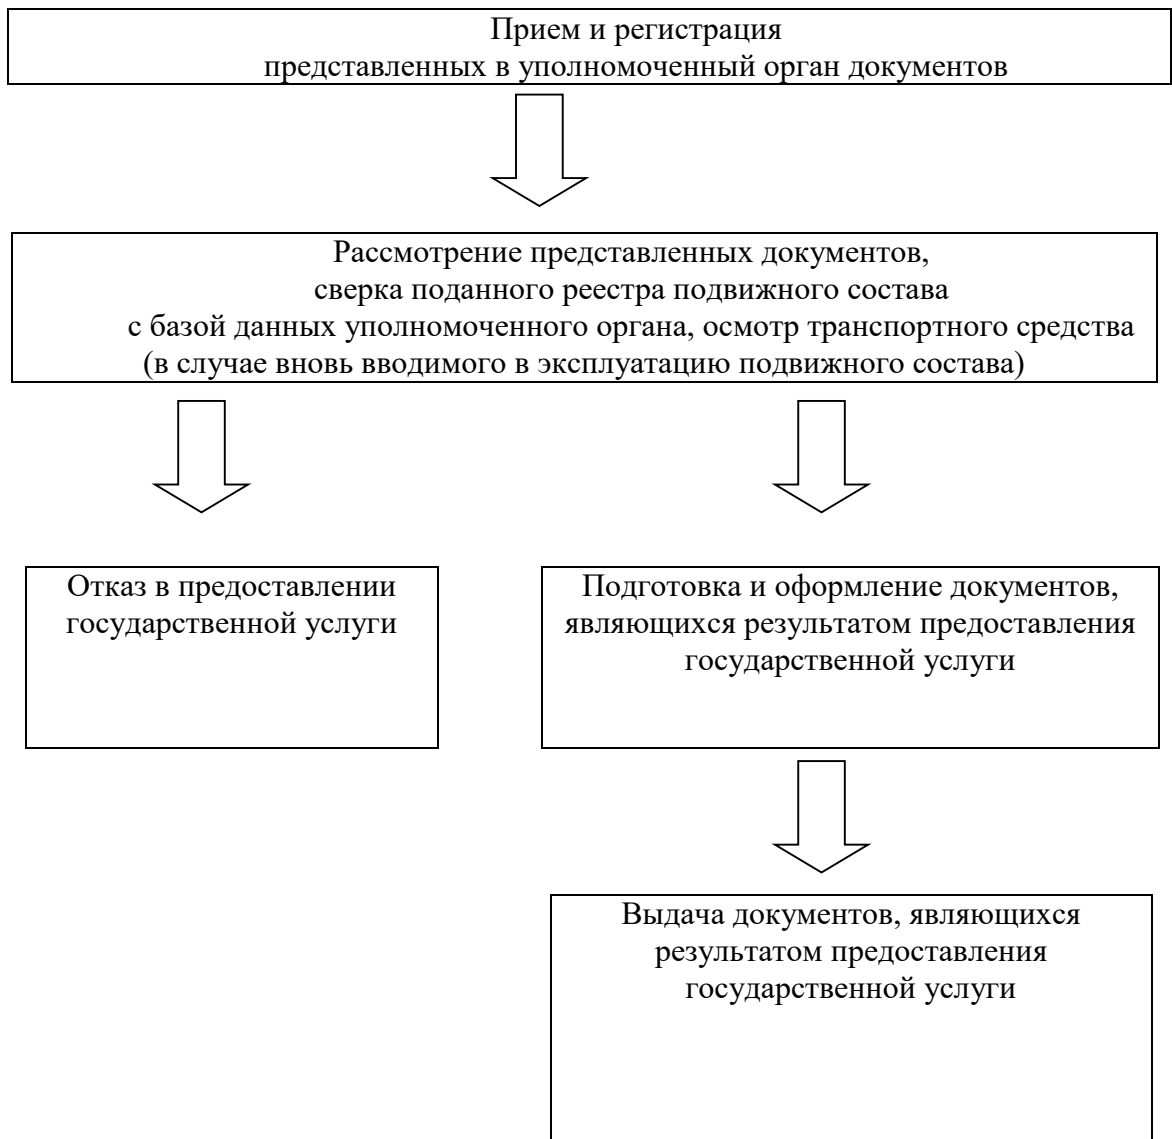 Прием и регистрация
представленных в уполномоченный орган документов
Рассмотрение представленных документов,
сверка поданного реестра подвижного состава
с базой данных уполномоченного органа, осмотр транспортного средства
(в случае вновь вводимого в эксплуатацию подвижного состава)
Отказ в предоставлении
государственной услуги
Подготовка и оформление документов,
являющихся результатом предоставления
государственной услуги
Выдача документов, являющихся
результатом предоставления
государственной услуги